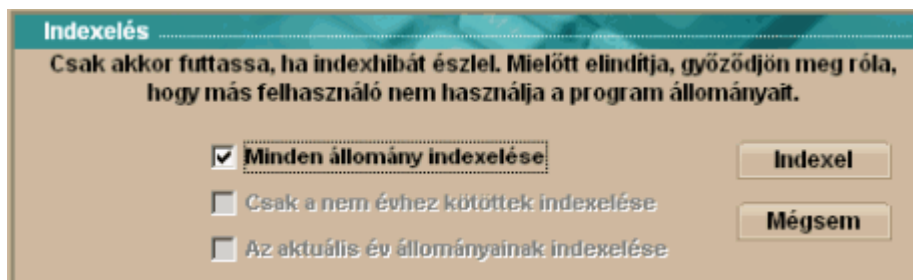 Indexelés
Csak akkor futtassa, ha indexhibát észlel. Mielőtt elindítja, győződjön meg róla,
hogy más felhasználó nem használja a program állományait.
Minden állomány indexelése
Indexel
Csak a nem évhez kötöttek indexelése
Mégsem
Az aktuális év állományainak indexelése